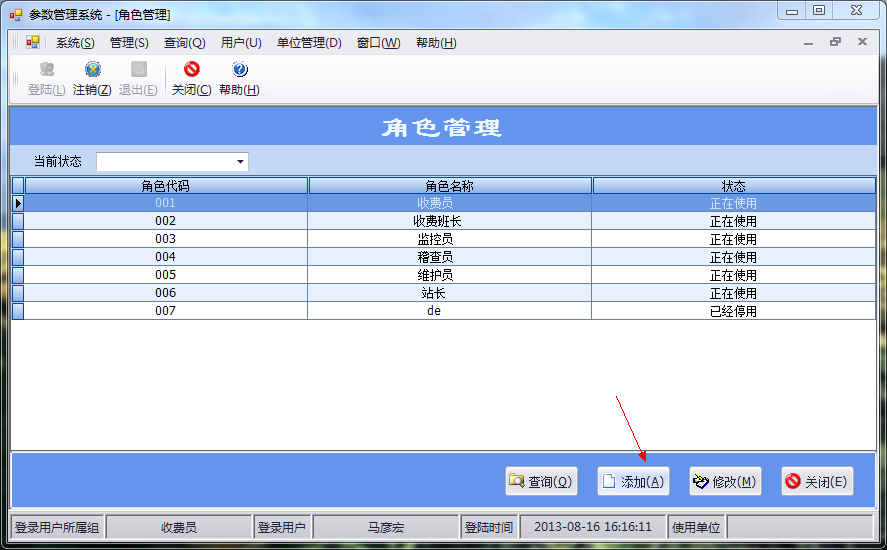 参数管理系统 - [角色管理]
系统(S) 管理(S) 查询(Q) 用户(U) 单位管理(D) 窗口(W) 帮助(H)
登陆(L) 注销(Z) 退出(E) 关闭(C) 帮助(H)
角色管理
当前状态
角色代码 角色名称 状态
001 收费员 正在使用
002 收费班长 正在使用
003 监控员 正在使用
004 稽查员 正在使用
005 维护员 正在使用
006 站长 正在使用
007 de 已经停用
查询(Q) 添加(A) 修改(M) 关闭(E)
登录用户所属组 收费员 登录用户 马彦宏 登陆时间 2013-08-16 16:16:11 使用单位